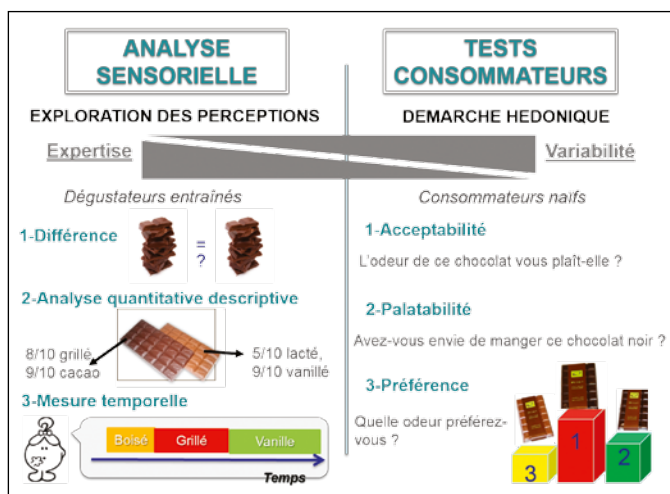 ANALYSE
SENSORIELLE
EXPLORATION DES PERCEPTIONS
Expertise
Dégustateurs entraînés
1-Différence
=
?
2-Analyse quantitative descriptive
8/10 grillé,
9/10 cacao
5/10 lacté,
9/10 vanillé
3-Mesure temporelle
Boisé
Grillé
Vanille
Temps
TESTS
CONSOMMATEURS
DEMARCHE HEDONIQUE
Variabilité
Consommateurs naïfs
1-Acceptabilité
L'odeur de ce chocolat vous plaît-elle ?
2-Palatabilité
Avez-vous envie de manger ce chocolat noir ?
3-Préférence
Quelle odeur préférez-
vous ?
3
1
2